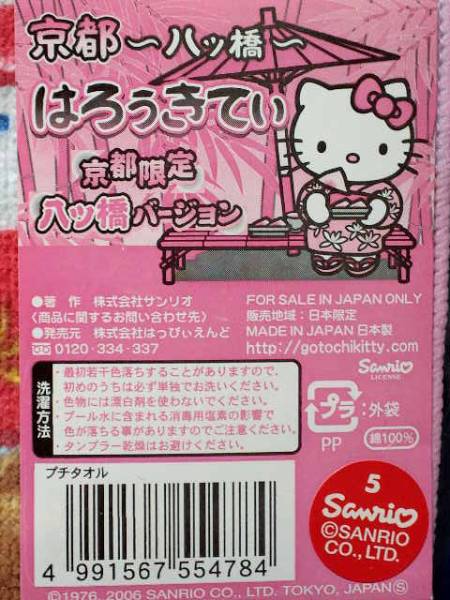 京都 ～八ッ橋～
はろうきてぃ
京都限定
八ッ橋バージョン
●著 作 株式会社サンリオ
〈商品に関するお問い合わせ先〉
●発売元 株式会社はっぴぃえんど
0120-334-337
FOR SALE IN JAPAN ONLY
販売地域：日本限定
MADE IN JAPAN 日本製
http://gotochikitty.com
Sanrio
LICENSE
洗濯方法
・最初若干色落ちすることがありますので、
初めのうちは必ず単独でお洗いください。
・色物には漂白剤を使わないでください。
・プール水に含まれる消毒用塩素の影響で
色が落ちる事がありますのでご注意ください。
・タンブラー乾燥はお避けください。
プラ：外袋
PP
綿100%
プチタオル
4 991567 554784
5
Sanrio
©SANRIO
CO., LTD.
©1976, 2006 SANRIO CO., LTD. TOKYO, JAPAN Ⓢ